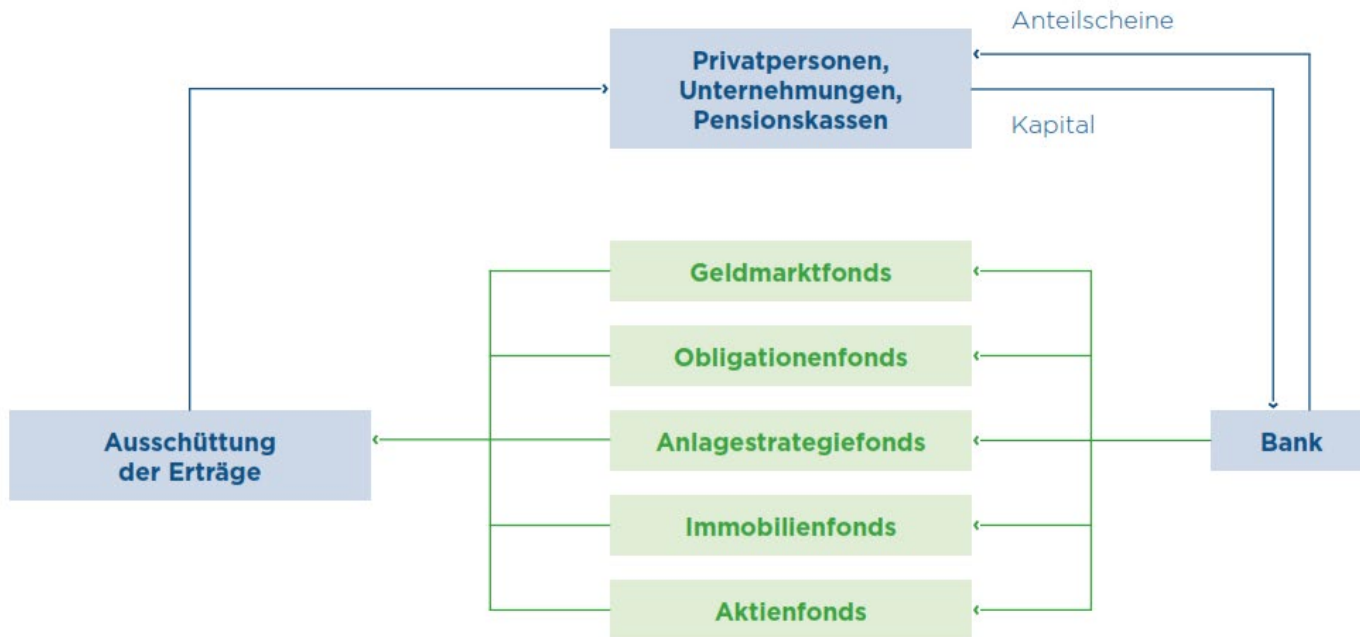 Anteilscheine
Privatpersonen,
Unternehmungen,
Pensionskassen
Kapital
Geldmarktfonds
Obligationenfonds
Ausschüttung
der Erträge
Anlagestrategiefonds
Bank
Immobilienfonds
Aktienfonds